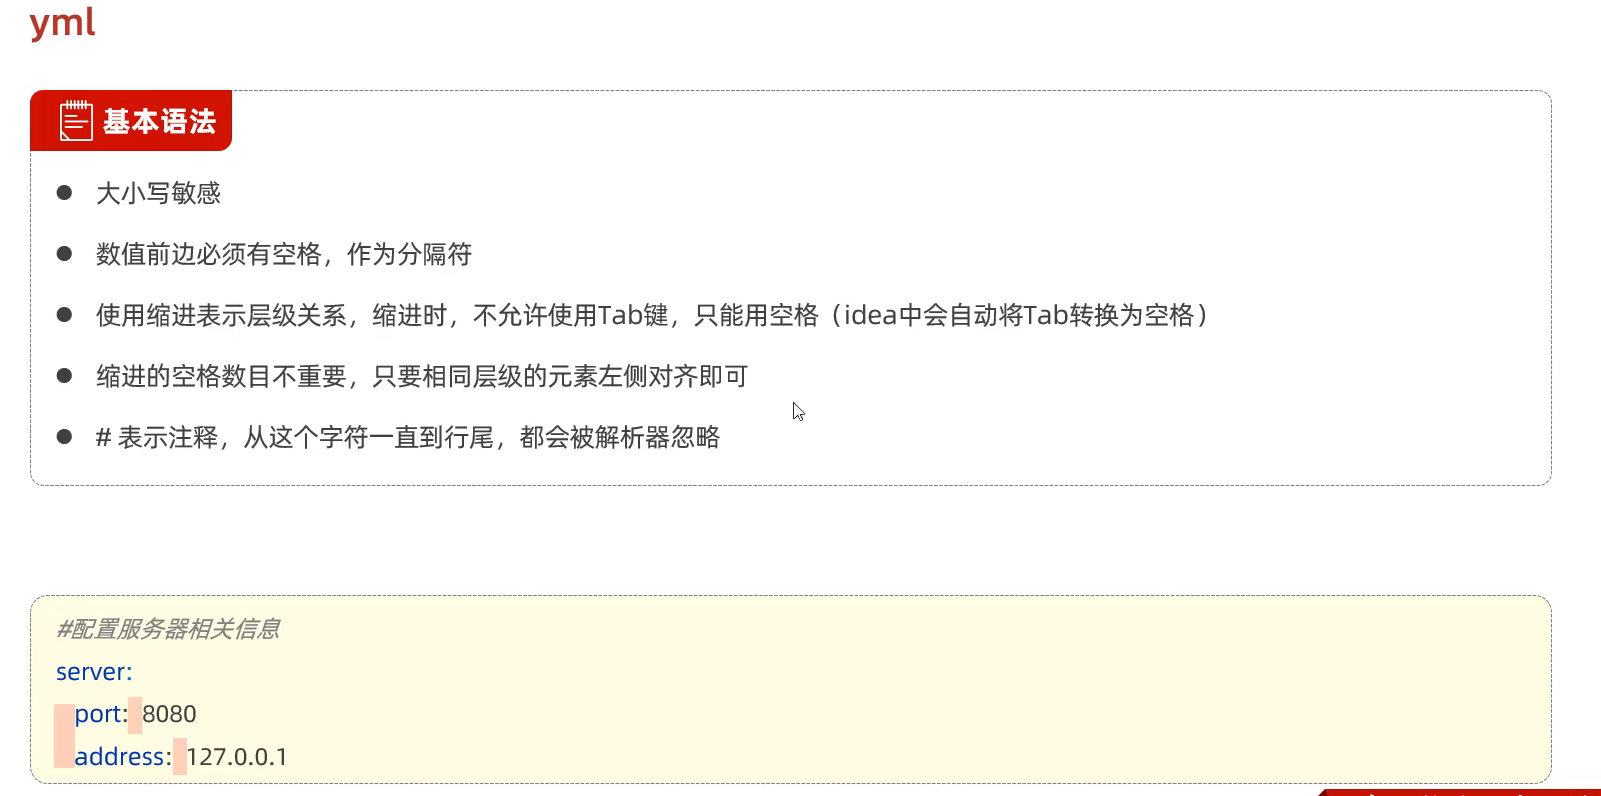 yml
基本语法
● 大小写敏感
● 数值前边必须有空格，作为分隔符
● 使用缩进表示层级关系，缩进时，不允许使用Tab键，只能用空格（idea中会自动将Tab转换为空格）
● 缩进的空格数目不重要，只要相同层级的元素左侧对齐即可
● # 表示注释，从这个字符一直到行尾，都会被解析器忽略
#配置服务器相关信息
server:
  port: 8080
  address: 127.0.0.1